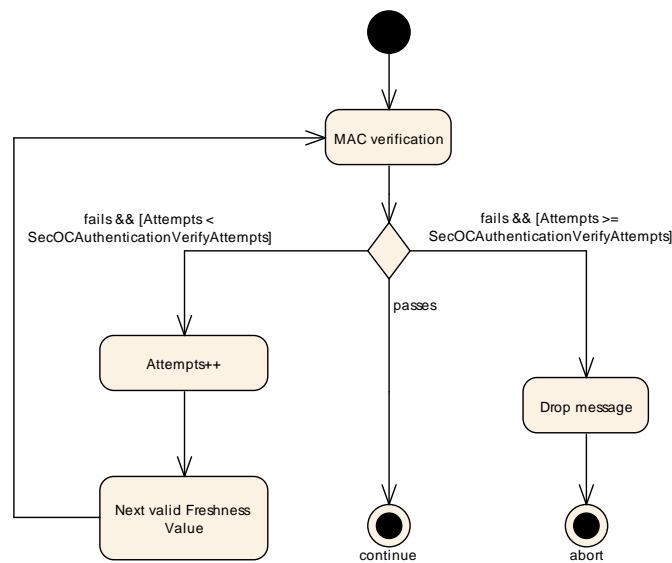 MAC verification
fails && [Attempts <
SecOCAuthenticationVerifyAttempts]
fails && [Attempts >=
SecOCAuthenticationVerifyAttempts]
passes
Attempts++
Drop message
Next valid Freshness
Value
continue
abort